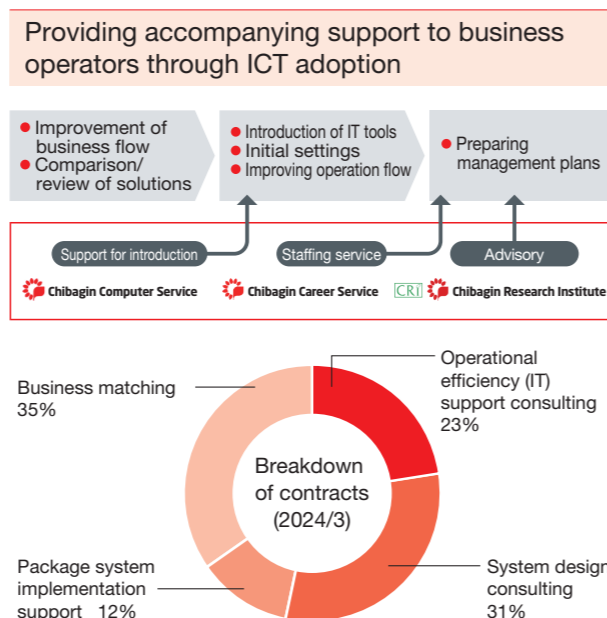 Providing accompanying support to business
operators through ICT adoption
● Improvement of
business flow
● Comparison/
review of solutions
● Introduction of IT tools
● Initial settings
● Improving operation flow
● Preparing
management plans
Support for introduction
Staffing service
Advisory
Chibagin Computer Service
Chibagin Career Service
CRi
Chibagin Research Institute
Business matching
35%
Operational
efficiency (IT)
support consulting
23%
Breakdown
of contracts
(2024/3)
Package system
implementation
support 12%
System design
consulting
31%